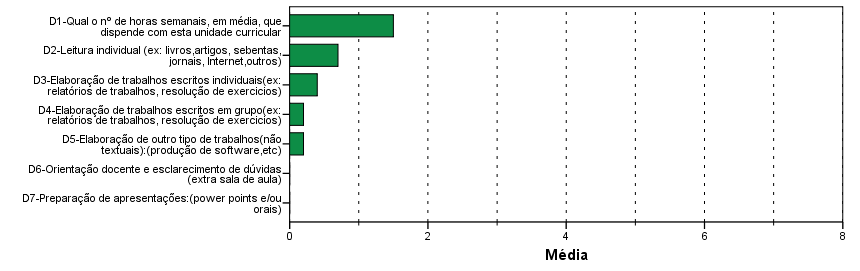 D1-Qual o nº de horas semanais, em média, que
dispende com esta unidade curricular
D2-Leitura individual (ex: livros,artigos, sebentas,
jornais, Internet,outros)
D3-Elaboração de trabalhos escritos individuais(ex:
relatórios de trabalhos, resolução de exercicios)
D4-Elaboração de trabalhos escritos em grupo(ex:
relatórios de trabalhos, resolução de exercicios)
D5-Elaboração de outro tipo de trabalhos(não
textuais):(produção de software,etc)
D6-Orientação docente e esclarecimento de dúvidas
(extra sala de aula)
D7-Preparação de apresentações:(power points e/ou
orais)
0 2 4 6 8
Média